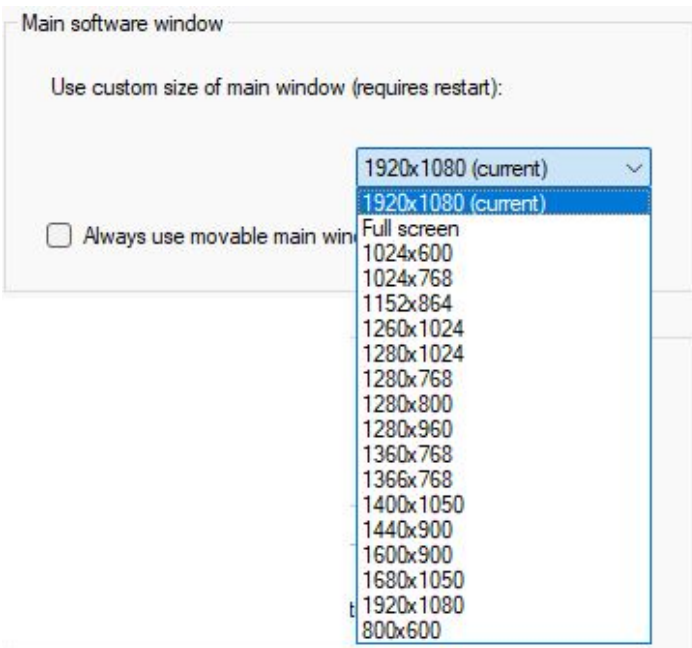 Main software window
Use custom size of main window (requires restart):
1920x1080 (current)
1920x1080 (current)
Always use movable main win
Full screen
1024x600
1024x768
1152x864
1260x1024
1280x1024
1280x768
1280x800
1280x960
1360x768
1366x768
1400x1050
1440x900
1600x900
1680x1050
1920x1080
800x600